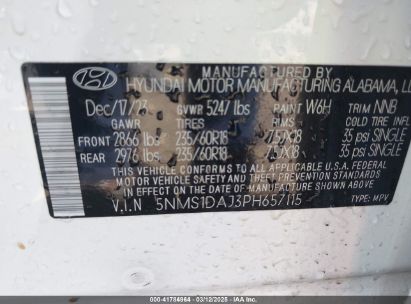 MANUFACTURED BY
HYUNDAI MOTOR MANUFACTURING ALABAMA, LL
Dec/17/23 GVWR 5247 lbs PAINT W6H TRIM NNB
GAWR TIRES RIMS COLD TIRE INFL
FRONT 2866 lbs 235/60R18 7.5JX18 35 psi SINGLE
REAR 2976 lbs 235/60R18 7.5JX18 35 psi SINGLE
THIS VEHICLE CONFORMS TO ALL APPLICABLE U.S.A. FEDERAL
MOTOR VEHICLE SAFETY AND THEFT PREVENTION STANDARDS
IN EFFECT ON THE DATE OF MANUFACTURE SHOWN ABOVE.
V.I.N 5NMS1DAJ3PH657115 TYPE: MPV
IAA 41784964 03/12/2025 IAA